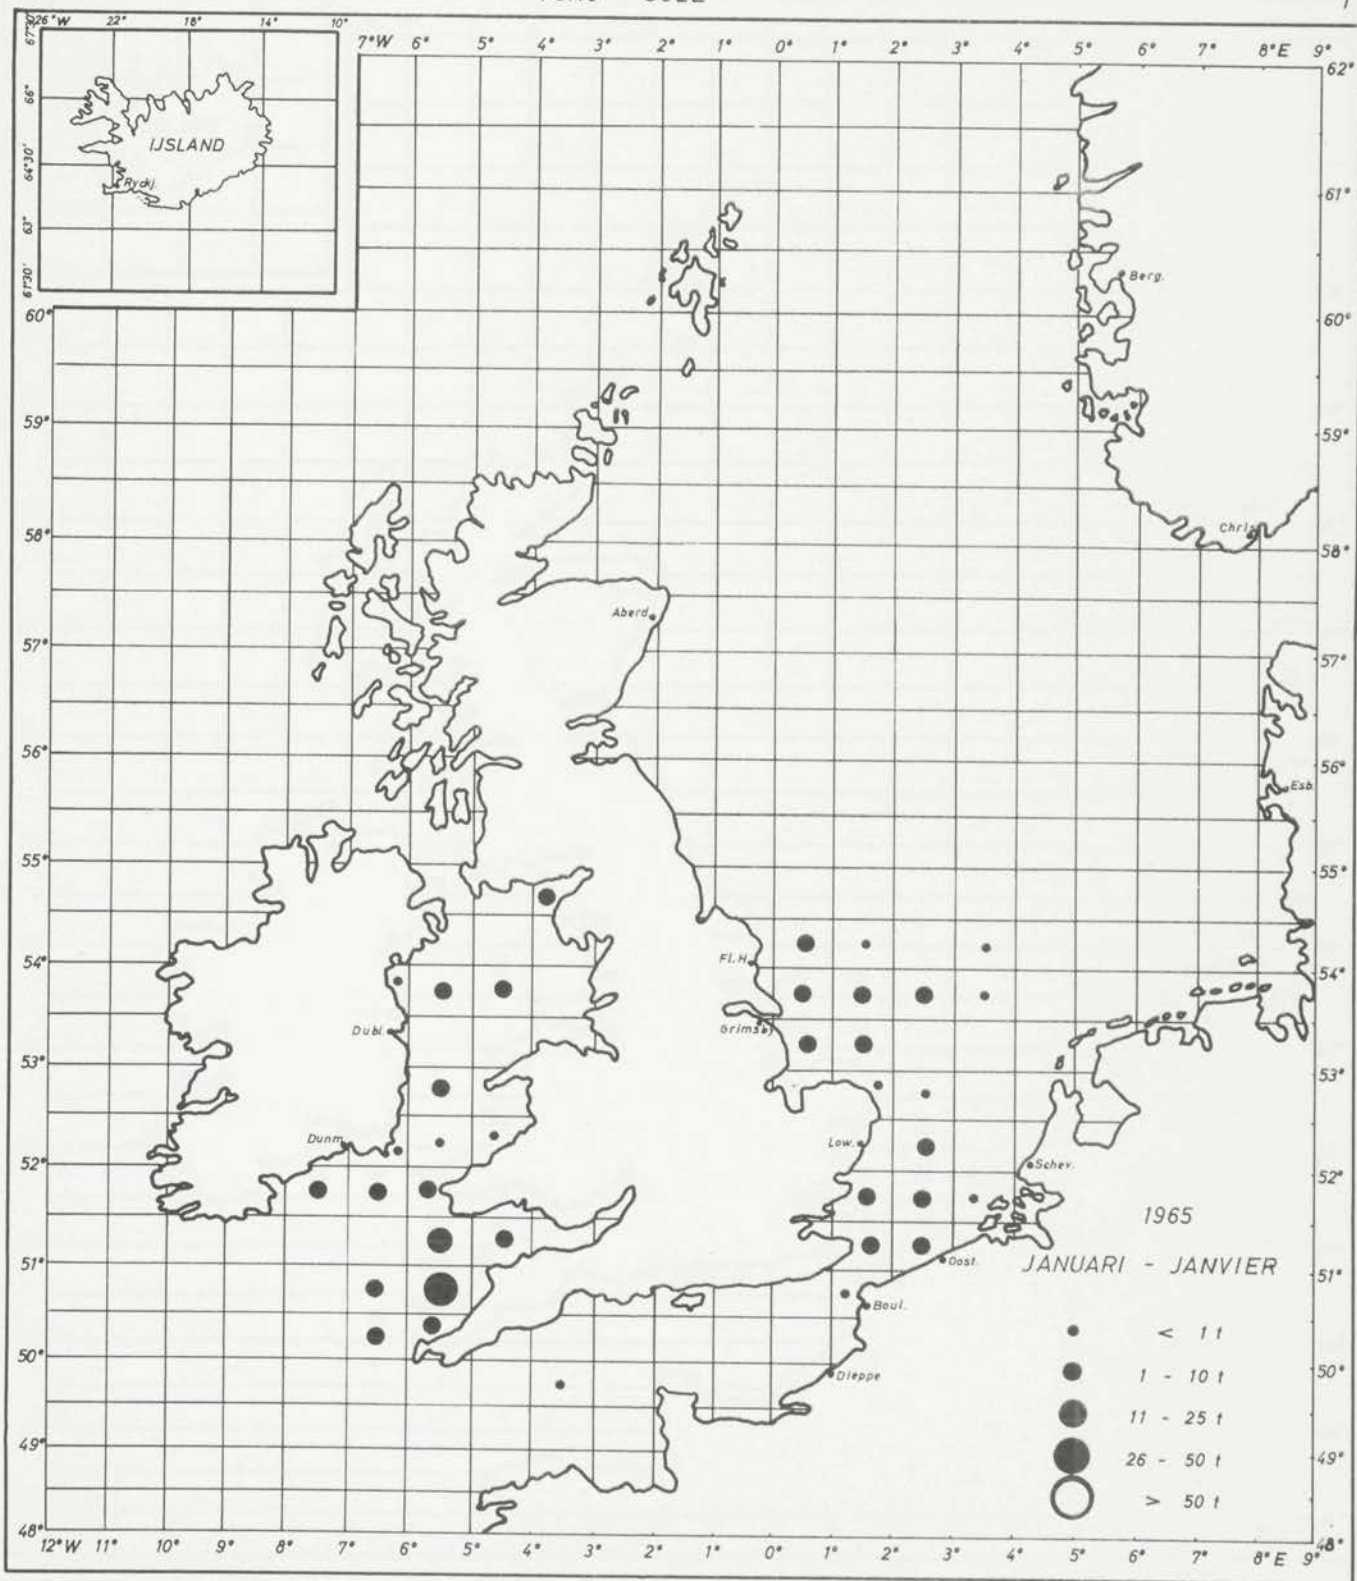 26°W 22° 18° 14° 10°
67°30' 66° 64°30' 63° 61°30'
IJSLAND
Ryckj.
7°W 6° 5° 4° 3° 2° 1° 0° 1° 2° 3° 4° 5° 6° 7° 8°E 9°
62°
61°
Berg.
60° 60°
59° 59°
Chris
58° 58°
Aberd.
57° 57°
56° 56°
Esb.
55° 55°
Fl.H.
54° 54°
Dubl. Grimsby
53° 53°
Dunm. Low.
Schev.
52° 52°
1965
51° Oost. 51°
JANUARI - JANVIER
Boul.
< 1 t
50° Dieppe 50°
1 - 10 t
11 - 25 t
49° 49°
26 - 50 t
> 50 t
48° 48°
12°W 11° 10° 9° 8° 7° 6° 5° 4° 3° 2° 1° 0° 1° 2° 3° 4° 5° 6° 7° 8°E 9°